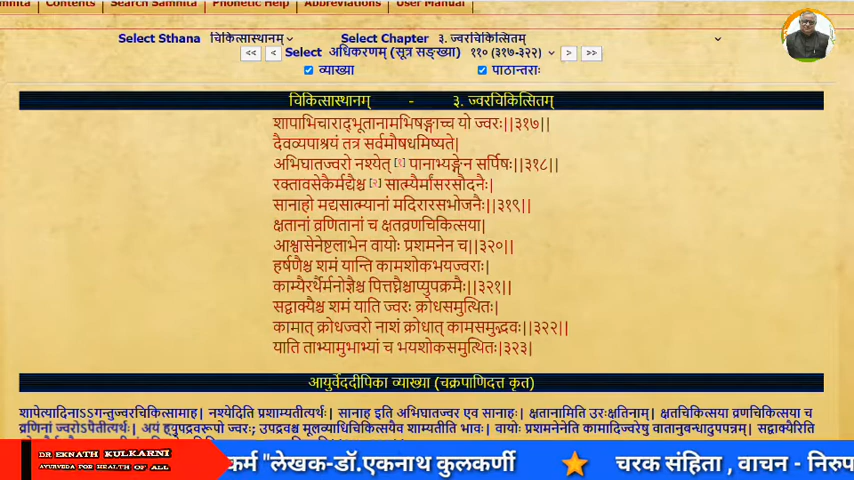 Contents Search Samhita Phonetic Help Abbreviations User Manual
Select Sthana चिकित्सास्थानम् Select Chapter ३. ज्वरचिकित्सितम्
<< < Select अधिकरणम् (सूत्र सङ्ख्या) ११० (३१७-३२२) > >>
व्याख्या पाठान्तराः
चिकित्सास्थानम् - ३. ज्वरचिकित्सितम्
शापाभिचाराद्भूतानामभिषङ्गाच्च यो ज्वरः||३१७||
दैवव्यपाश्रयं तत्र सर्वमौषधमिष्यते|
अभिघातज्वरो नश्येत् [१] पानाभ्यङ्गेन सर्पिषः||३१८||
रक्तावसेकैर्मद्यैश्च [२] सात्म्यैर्मांसरसौदनैः|
सानाहो मद्यसात्म्यानां मदिरारसभोजनैः||३१९||
क्षतानां व्रणितानां च क्षतव्रणचिकित्सया|
आश्वासेनेष्टलाभेन वायोः प्रशमनेन च||३२०||
हर्षणैश्च शमं यान्ति कामशोकभयज्वराः|
काम्यैरर्थैर्मनोज्ञैश्च पित्तघ्नैश्चाप्युपक्रमैः||३२१||
सद्वाक्यैश्च शमं याति ज्वरः क्रोधसमुत्थितः|
कामात् क्रोधज्वरो नाशं क्रोधात् कामसमुद्भवः||३२२||
याति ताभ्यामुभाभ्यां च भयशोकसमुत्थितः|३२३|
आयुर्वेददीपिका व्याख्या (चक्रपाणिदत्त कृत)
शापेत्यादिनाऽऽगन्तुज्वरचिकित्सामाह| नश्येदिति प्रशाम्यतीत्यर्थः| सानाह इति अभिघातज्वर एव सानाहः| क्षतानामिति उरःक्षतिनाम्| क्षतचिकित्सया व्रणचिकित्सया च
व्रणिनां ज्वरोऽपैतीत्यर्थः| अयं ह्युपद्रवरूपो ज्वरः; उपद्रवश्च मूलव्याधिचिकित्सयैव शाम्यतीति भावः| वायोः प्रशमनेनेति कामादिज्वरेषु वातानुबन्धादुपपन्नम्| सद्वाक्यैरिति
DR EKNATH KULKARNI
AYURVEDA FOR HEALTH OF ALL
कर्म "लेखक-डॉ.एकनाथ कुलकर्णी चरक संहिता , वाचन - निरुप